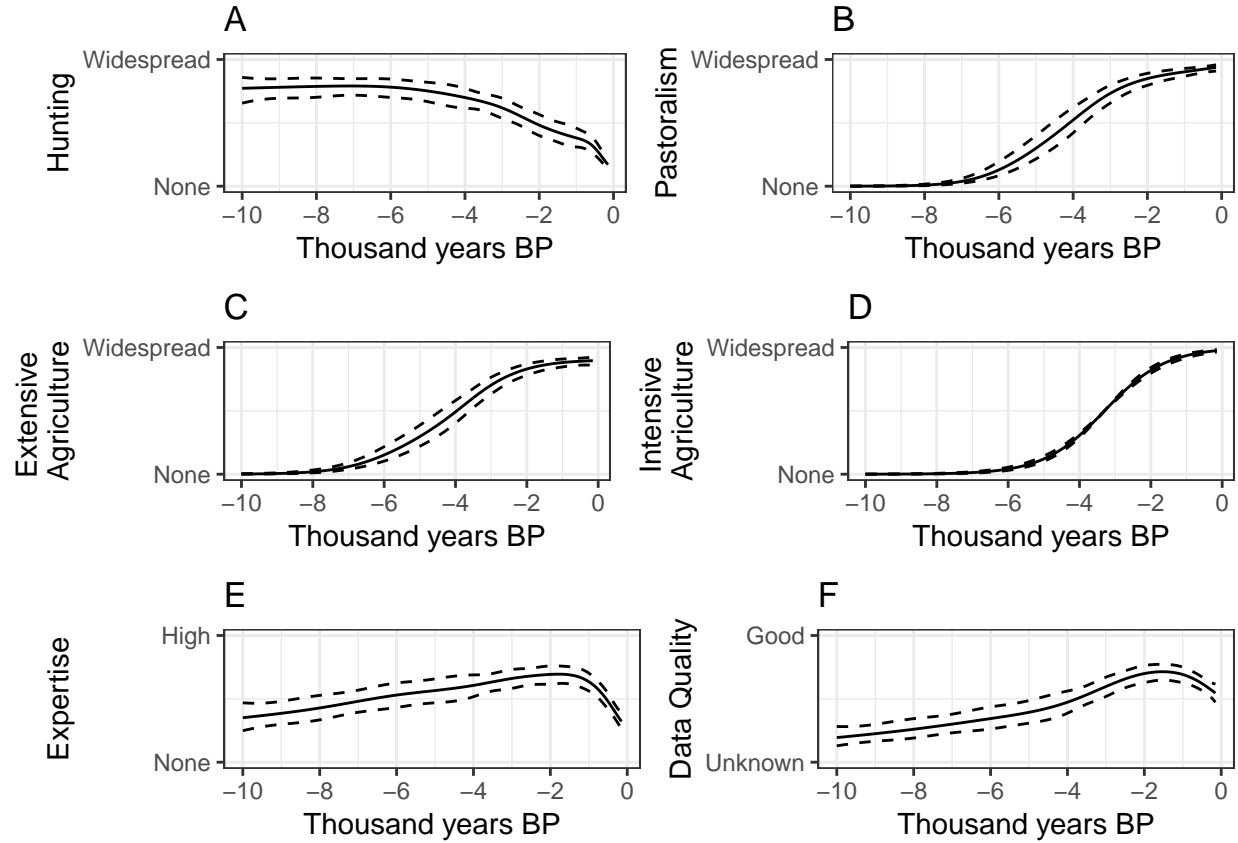 A
Hunting
Widespread
None
−10 −8 −6 −4 −2 0
Thousand years BP
B
Pastoralism
Widespread
None
−10 −8 −6 −4 −2 0
Thousand years BP
C
Extensive
Agriculture
Widespread
None
−10 −8 −6 −4 −2 0
Thousand years BP
D
Intensive
Agriculture
Widespread
None
−10 −8 −6 −4 −2 0
Thousand years BP
E
Expertise
High
None
−10 −8 −6 −4 −2 0
Thousand years BP
F
Data Quality
Good
Unknown
−10 −8 −6 −4 −2 0
Thousand years BP